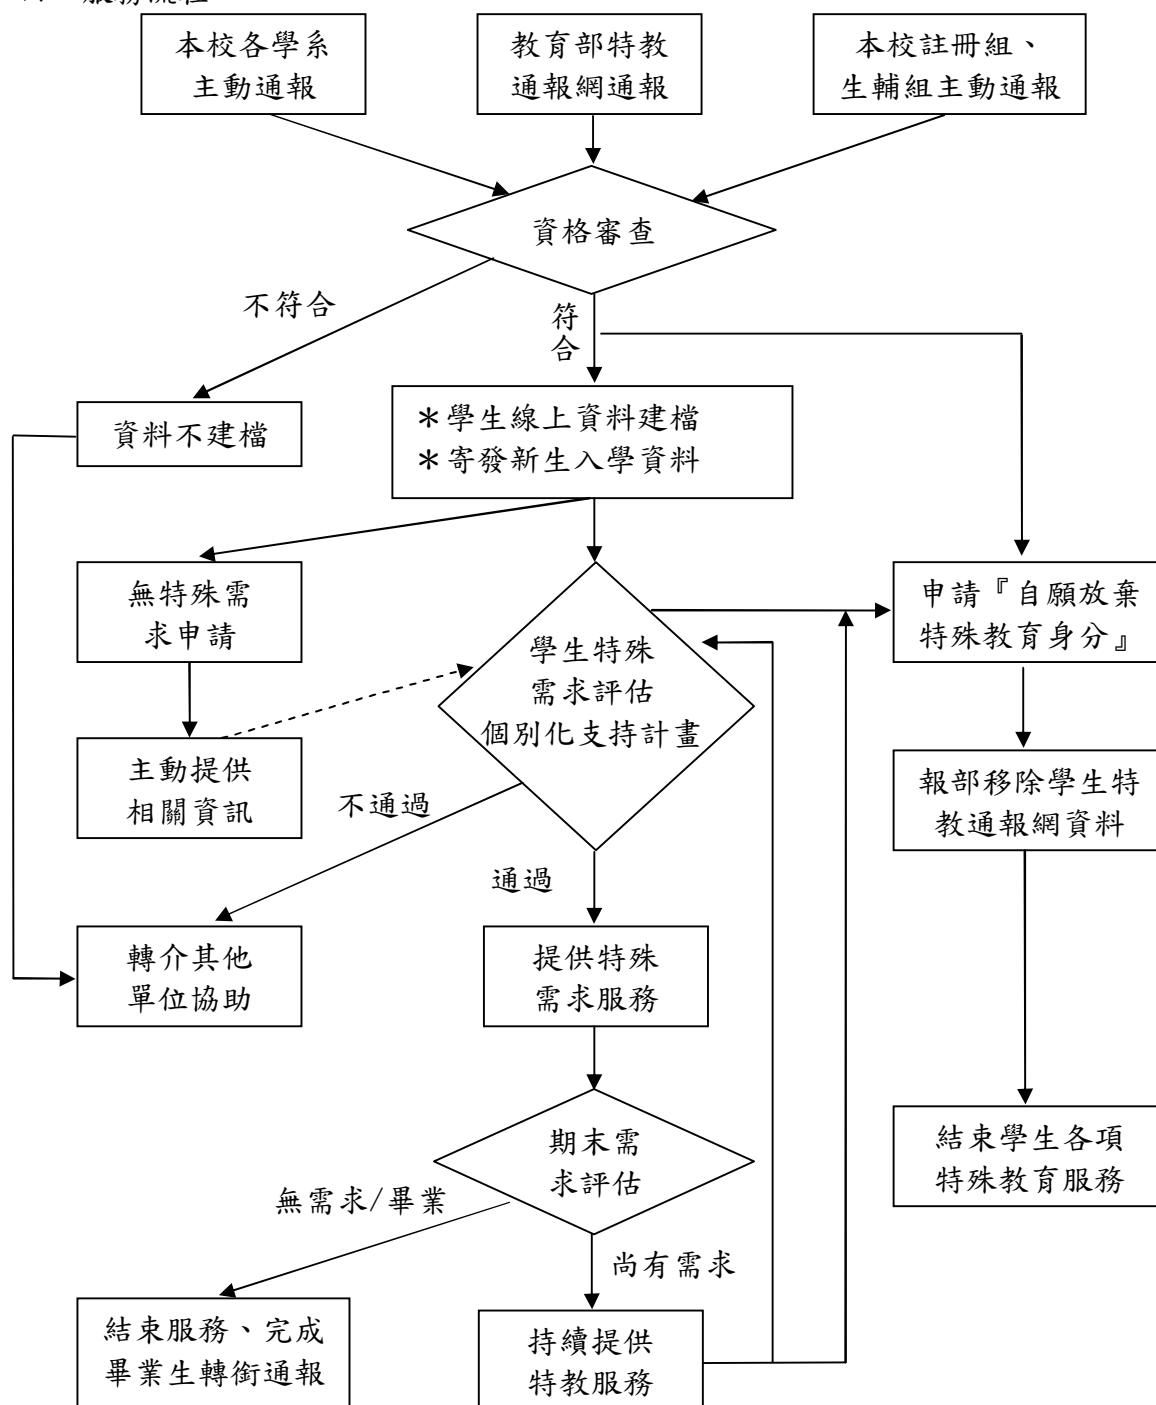 服務流程
本校各學系
主動通報
教育部特教
通報網通報
本校註冊組、
生輔組主動通報
資格審查
不符合
符
合
資料不建檔
＊學生線上資料建檔
＊寄發新生入學資料
無特殊需
求申請
學生特殊
需求評估
個別化支持計畫
申請『自願放棄
特殊教育身分』
主動提供
相關資訊
不通過
報部移除學生特
教通報網資料
通過
轉介其他
單位協助
提供特殊
需求服務
期末需
求評估
結束學生各項
特殊教育服務
無需求/畢業
尚有需求
結束服務、完成
畢業生轉銜通報
持續提供
特教服務